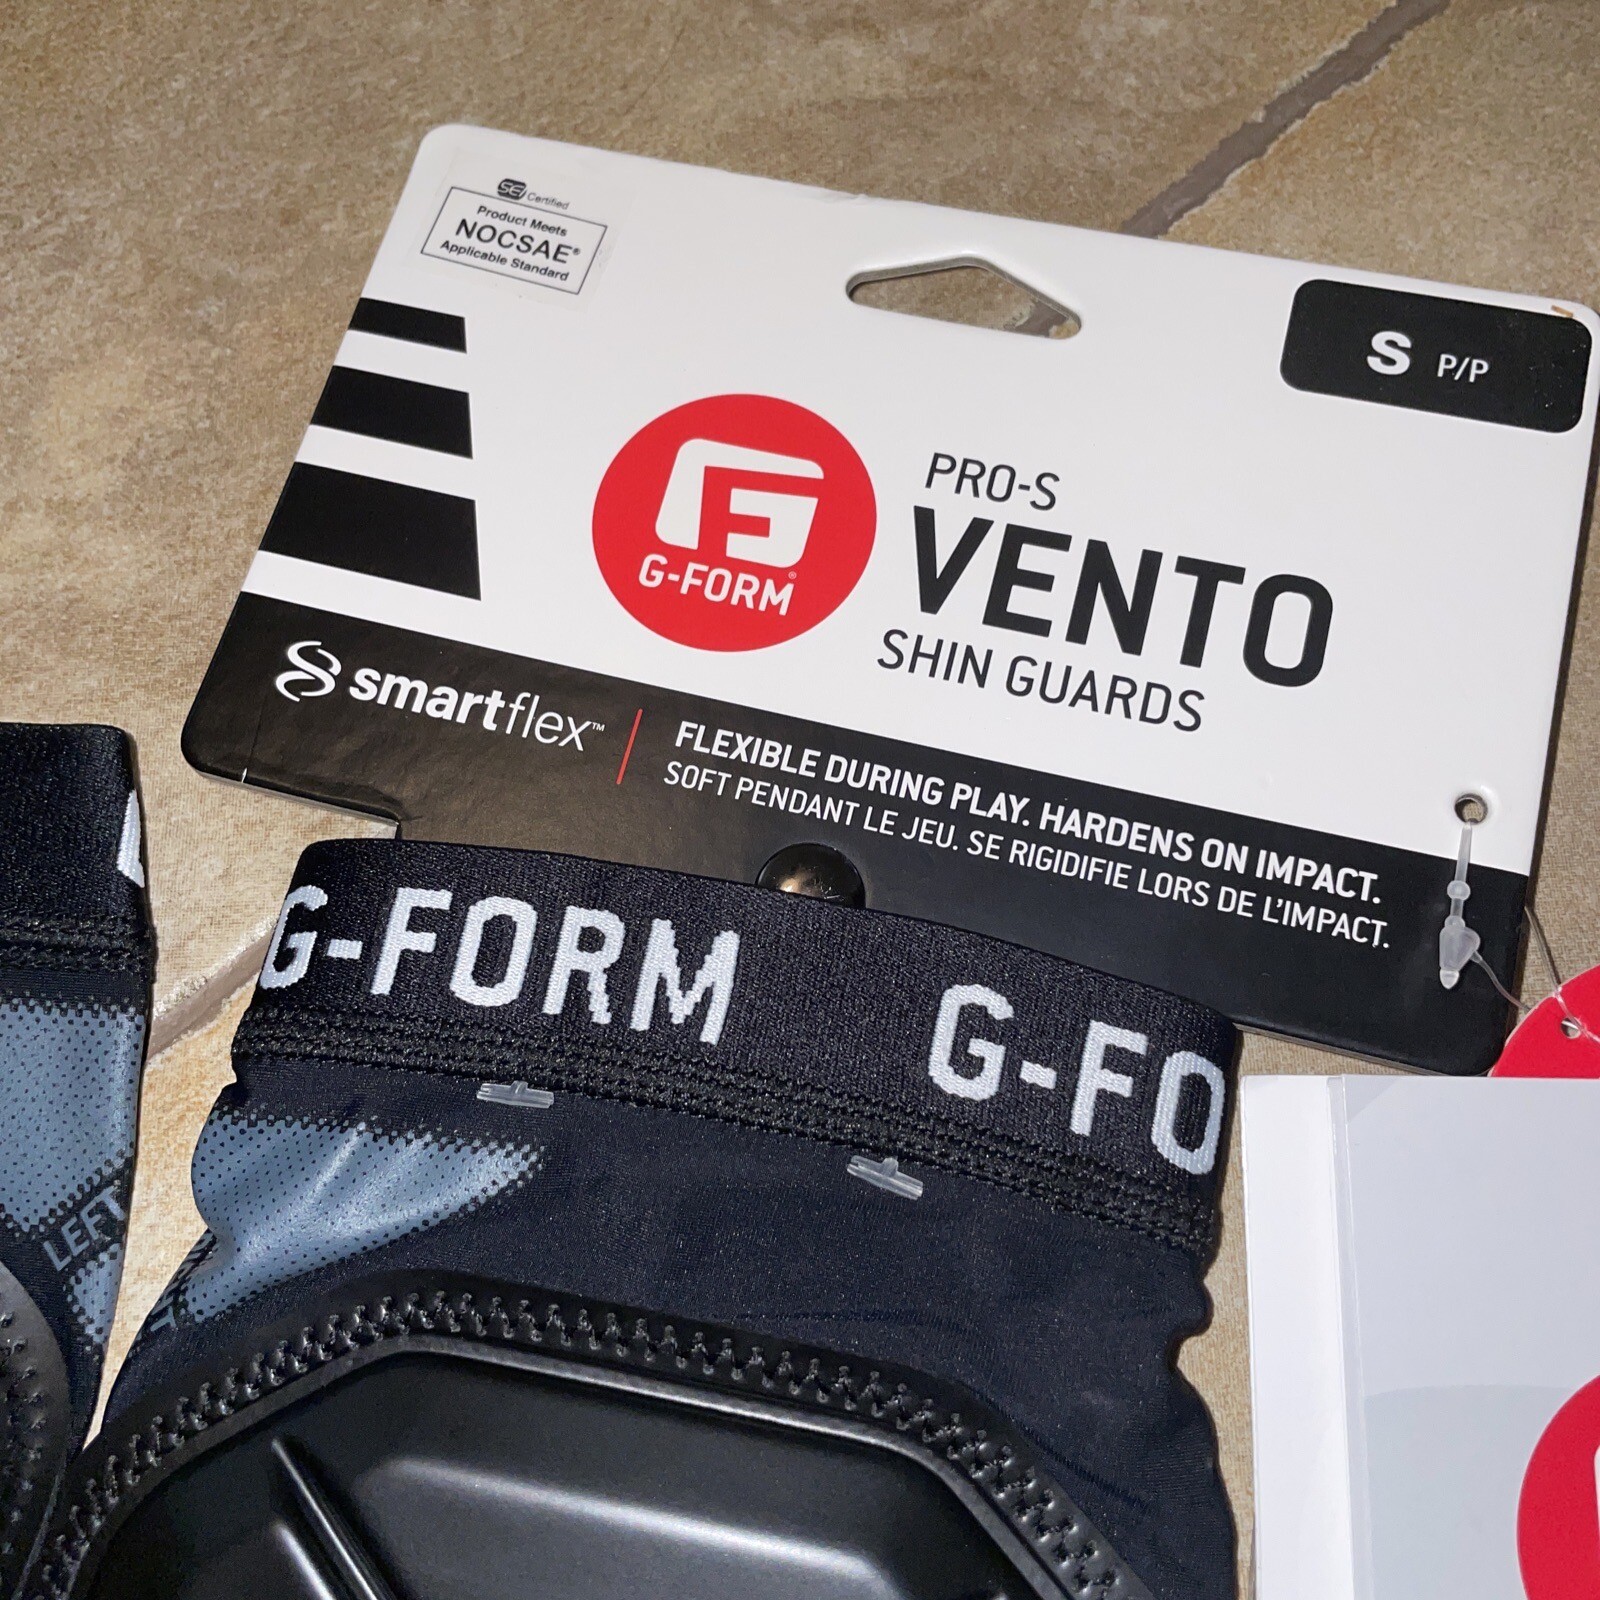 SEI Certified
Product Meets
NOCSAE®
Applicable Standard
S P/P
G-FORM®
PRO-S
VENTO
SHIN GUARDS
smartflex™
FLEXIBLE DURING PLAY. HARDENS ON IMPACT.
SOFT PENDANT LE JEU. SE RIGIDIFIE LORS DE L'IMPACT.
G-FORM G-FO
LEFT